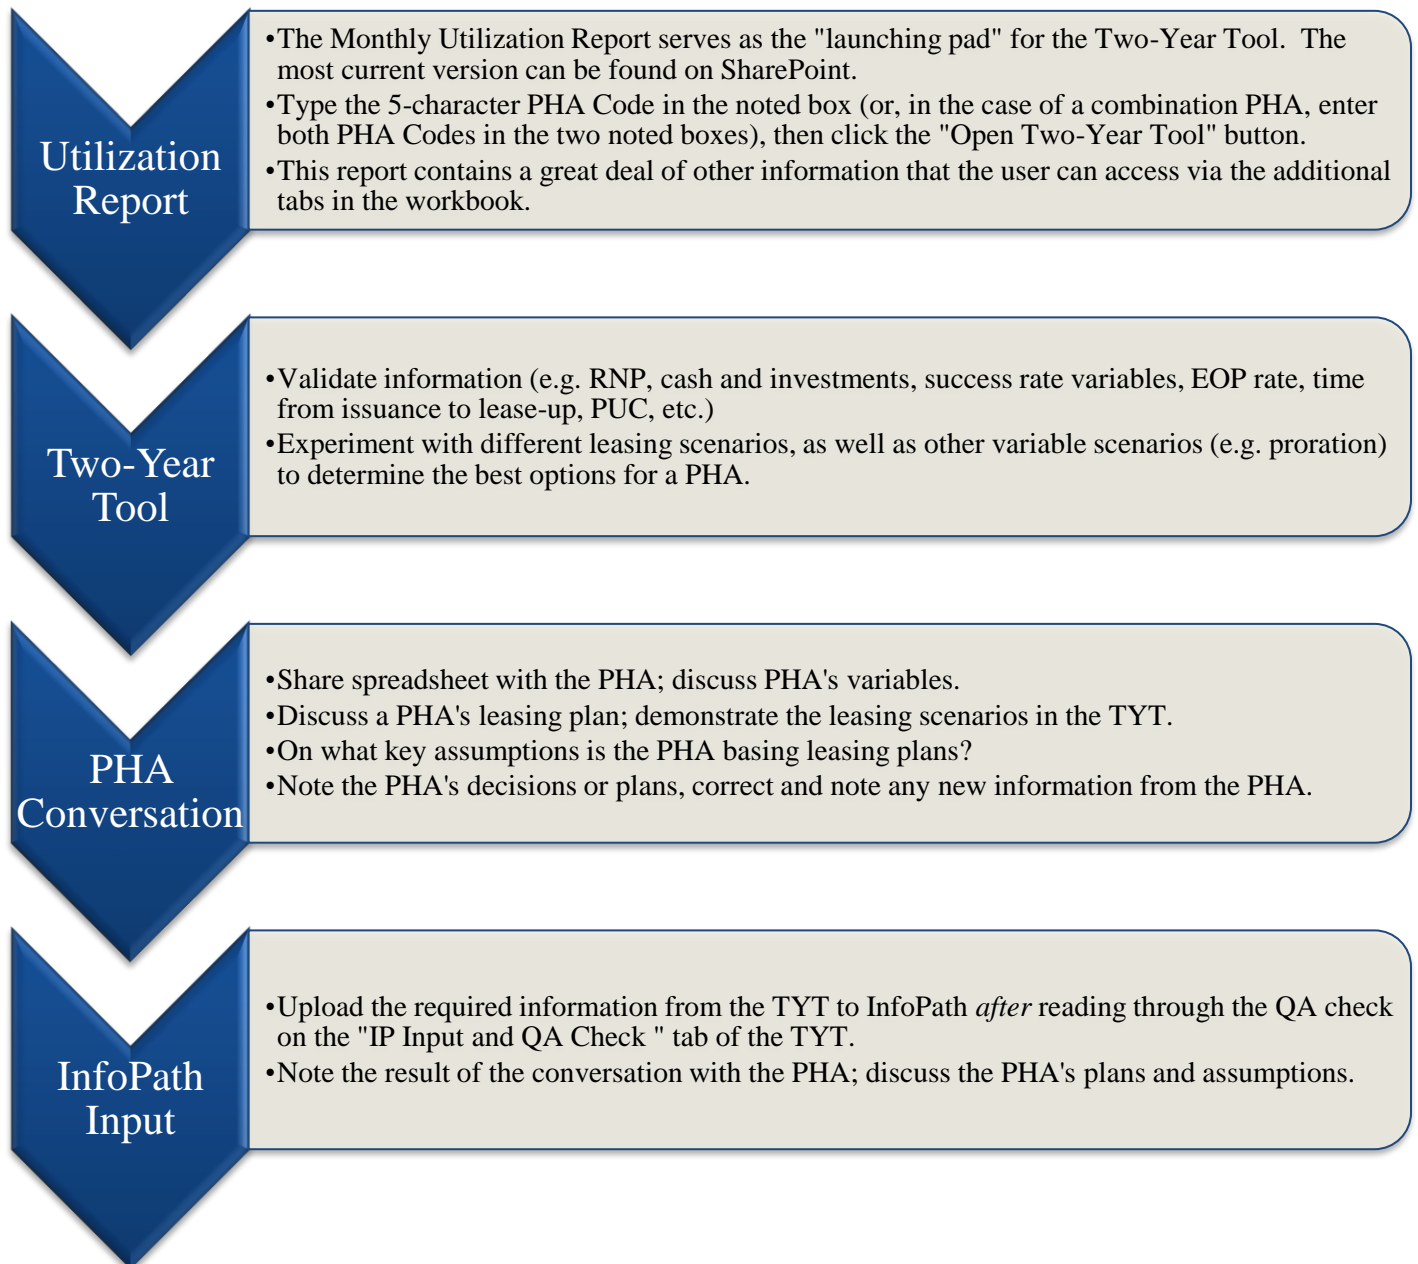 Utilization
Report
•The Monthly Utilization Report serves as the "launching pad" for the Two-Year Tool.  The
most current version can be found on SharePoint.
•Type the 5-character PHA Code in the noted box (or, in the case of a combination PHA, enter
both PHA Codes in the two noted boxes), then click the "Open Two-Year Tool" button.
•This report contains a great deal of other information that the user can access via the additional
tabs in the workbook.
Two-Year
Tool
•Validate information (e.g. RNP, cash and investments, success rate variables, EOP rate, time
from issuance to lease-up, PUC, etc.)
•Experiment with different leasing scenarios, as well as other variable scenarios (e.g. proration)
to determine the best options for a PHA.
PHA
Conversation
•Share spreadsheet with the PHA; discuss PHA's variables.
•Discuss a PHA's leasing plan; demonstrate the leasing scenarios in the TYT.
•On what key assumptions is the PHA basing leasing plans?
•Note the PHA's decisions or plans, correct and note any new information from the PHA.
InfoPath
Input
•Upload the required information from the TYT to InfoPath after reading through the QA check
on the "IP Input and QA Check " tab of the TYT.
•Note the result of the conversation with the PHA; discuss the PHA's plans and assumptions.